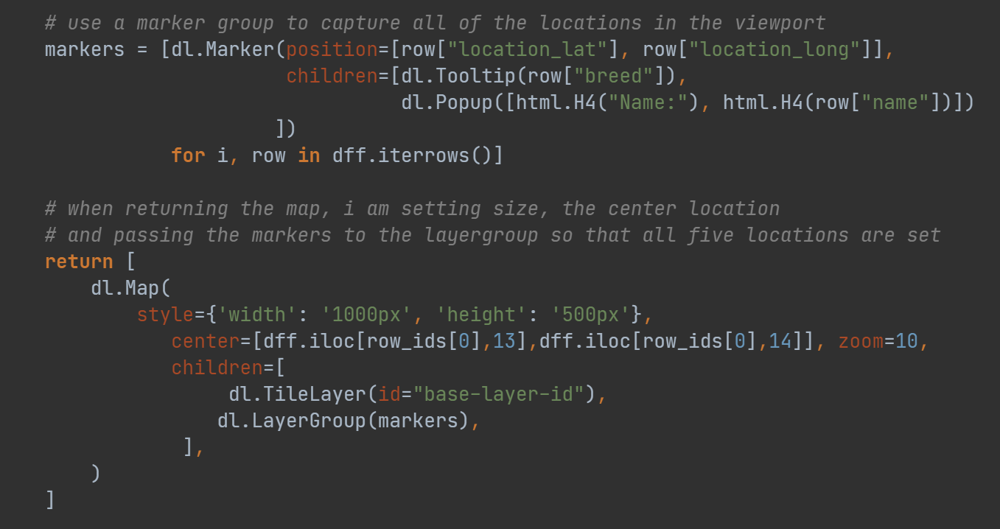 # use a marker group to capture all of the locations in the viewport
markers = [dl.Marker(position=[row["location_lat"], row["location_long"]],
children=[dl.Tooltip(row["breed"]),
dl.Popup([html.H4("Name:"), html.H4(row["name"])])
])
for i, row in dff.iterrows()]
# when returning the map, i am setting size, the center location
# and passing the markers to the layergroup so that all five locations are set
return [
dl.Map(
style={'width': '1000px', 'height': '500px'},
center=[dff.iloc[row_ids[0],13],dff.iloc[row_ids[0],14]], zoom=10,
children=[
dl.TileLayer(id="base-layer-id"),
dl.LayerGroup(markers),
],
)
]